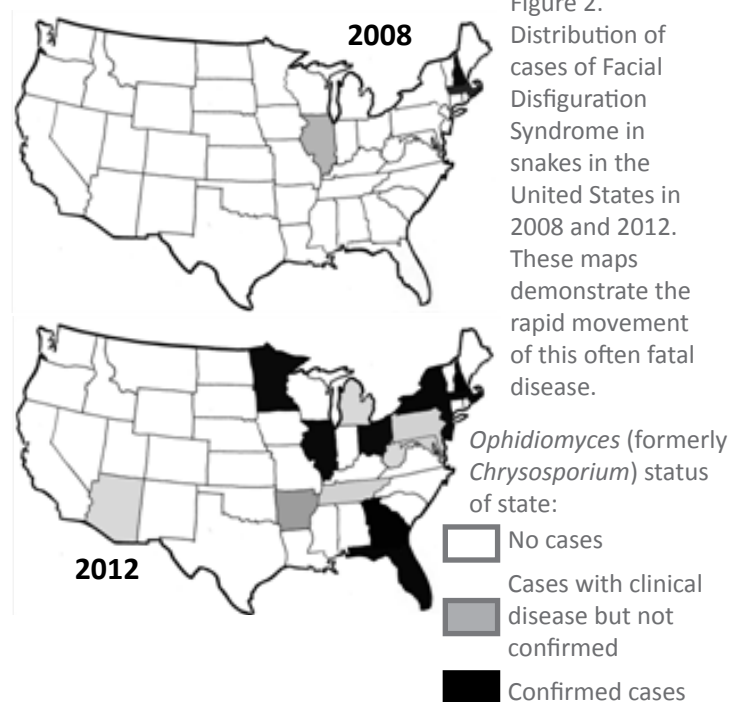 2008
Figure 2.
Distribution of
cases of Facial
Disfiguration
Syndrome in
snakes in the
United States in
2008 and 2012.
These maps
demonstrate the
rapid movement
of this often fatal
disease.
2012
Ophidiomyces (formerly
Chrysosporium) status
of state:
No cases
Cases with clinical
disease but not
confirmed
Confirmed cases